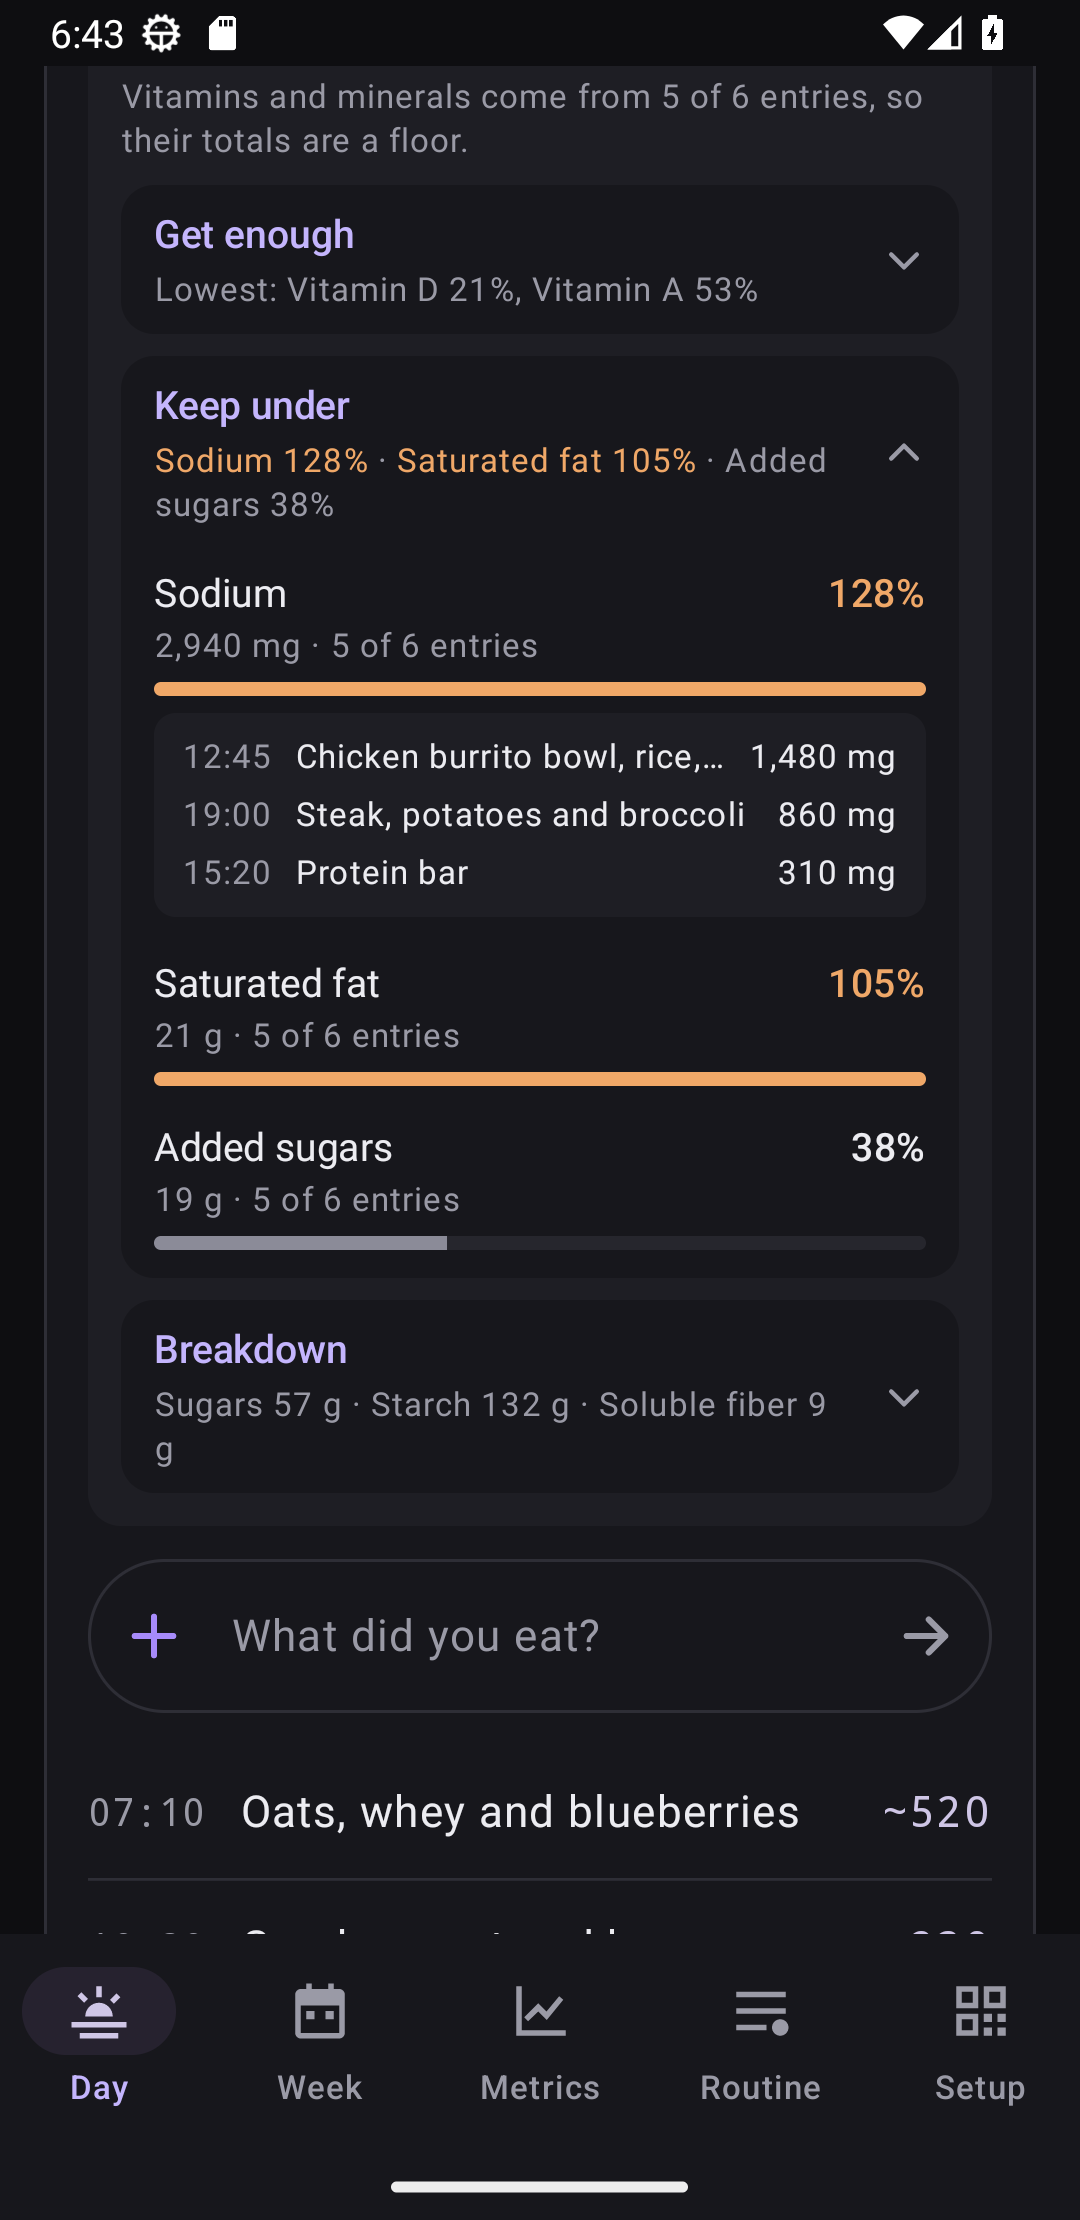 6:43
Vitamins and minerals come from 5 of 6 entries, so
their totals are a floor.
Get enough
Lowest: Vitamin D 21%, Vitamin A 53%
Keep under
Sodium 128% · Saturated fat 105% · Added
sugars 38%
Sodium 128%
2,940 mg · 5 of 6 entries
12:45 Chicken burrito bowl, rice,... 1,480 mg
19:00 Steak, potatoes and broccoli 860 mg
15:20 Protein bar 310 mg
Saturated fat 105%
21 g · 5 of 6 entries
Added sugars 38%
19 g · 5 of 6 entries
Breakdown
Sugars 57 g · Starch 132 g · Soluble fiber 9
g
What did you eat?
07:10 Oats, whey and blueberries ~520
Day Week Metrics Routine Setup